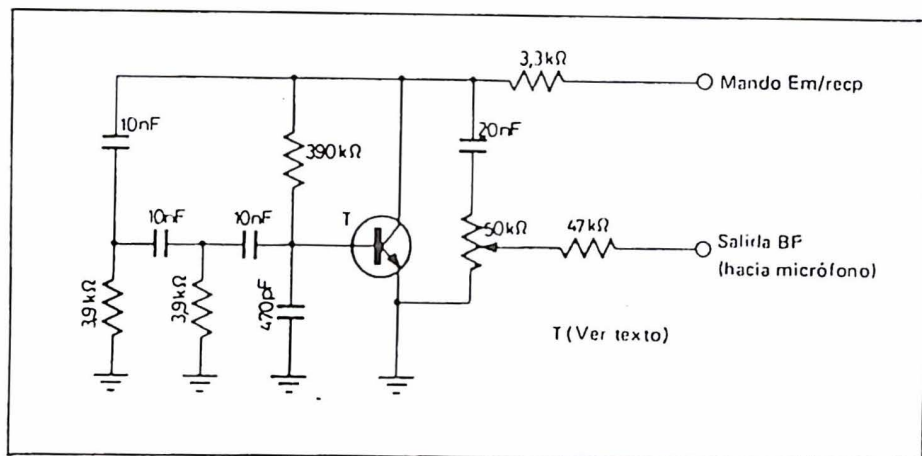 3,3kΩ
Mando Em/recp
10nF
20nF
390kΩ
10nF
10nF
T
50kΩ
47kΩ
Salida BF
(hacia micrófono)
3,9kΩ
3,9kΩ
470pF
T (Ver texto)